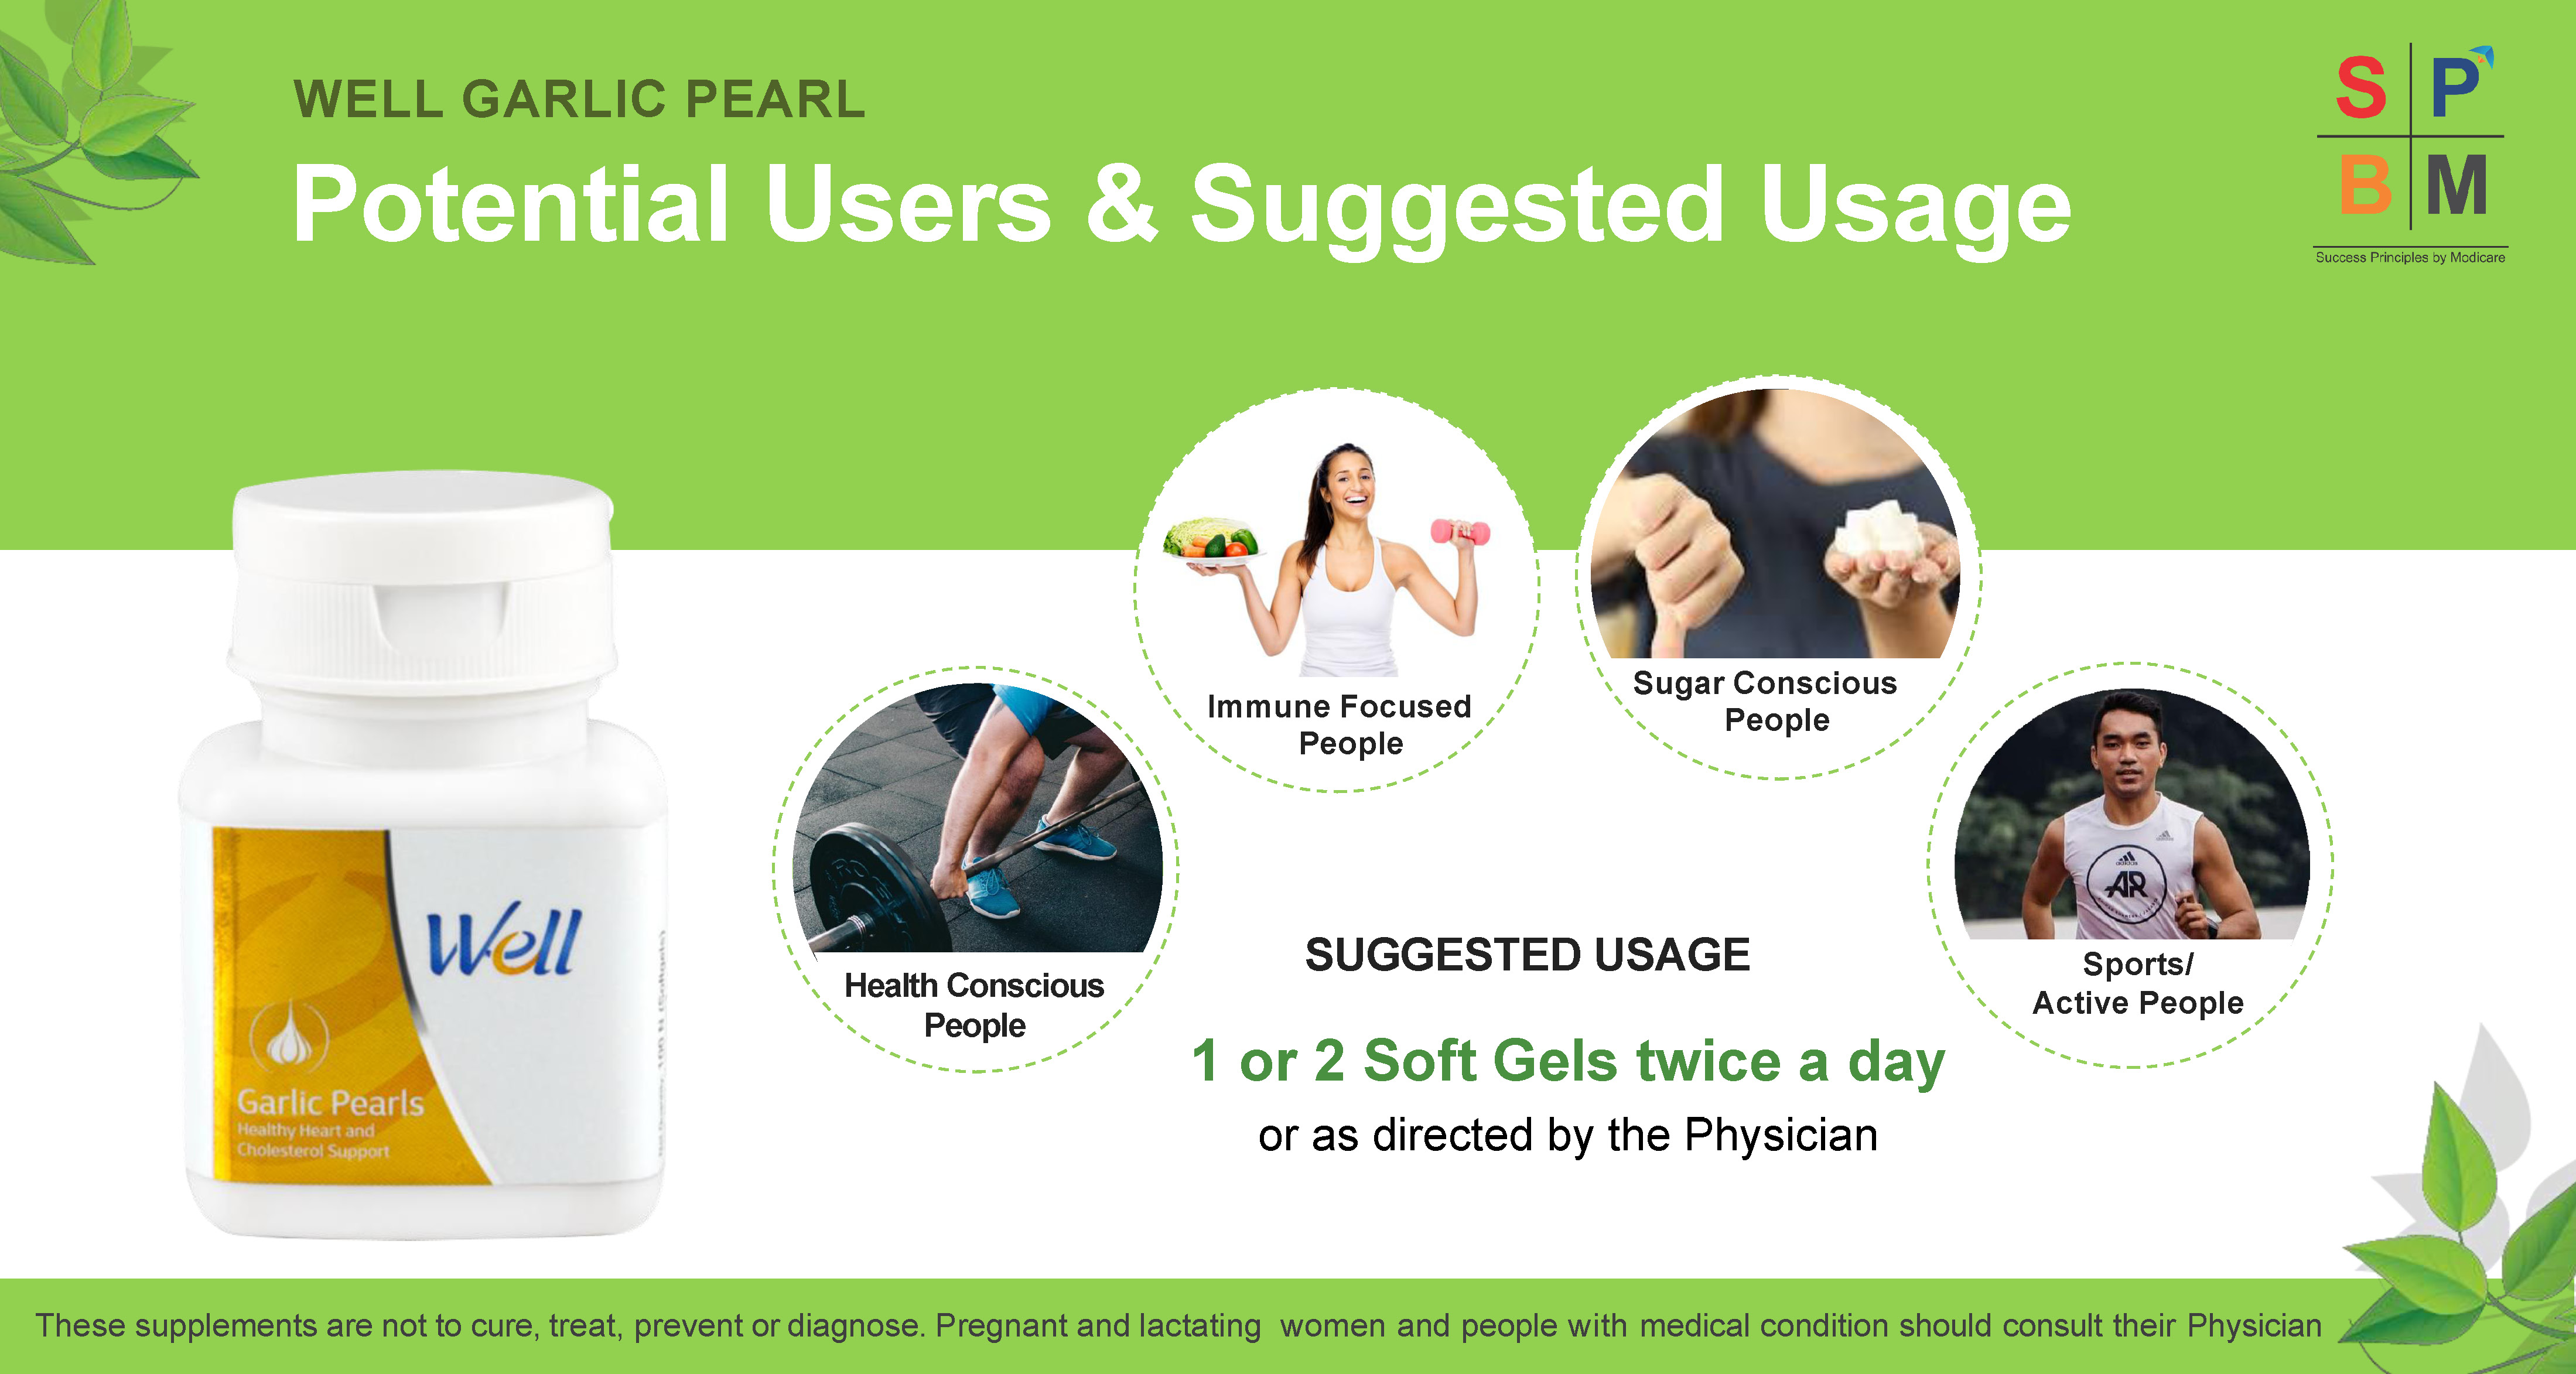 WELL GARLIC PEARL
Potential Users & Suggested Usage
S P
B M
Success Principles by Modicare
Immune Focused
People
Sugar Conscious
People
Health Conscious
People
Sports/
Active People
AR
Well
Garlic Pearls
Healthy Heart and
Cholesterol Support
SUGGESTED USAGE
1 or 2 Soft Gels twice a day
or as directed by the Physician
These supplements are not to cure, treat, prevent or diagnose. Pregnant and lactating women and people with medical condition should consult their Physician